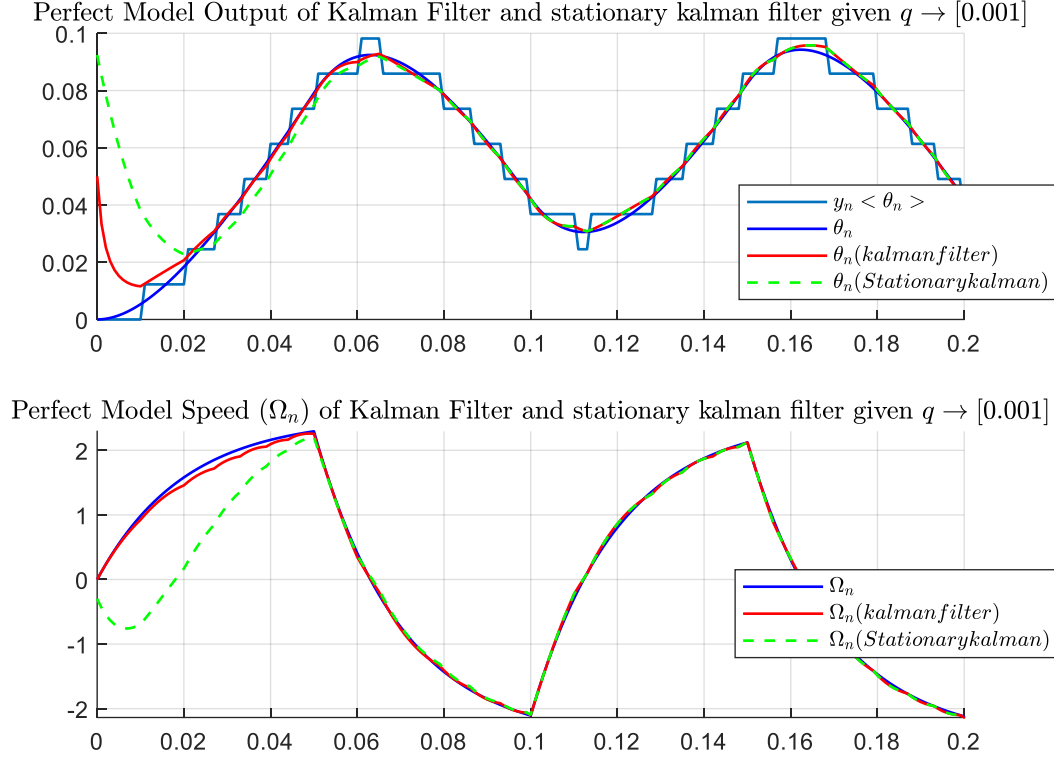 Perfect Model Output of Kalman Filter and stationary kalman filter given q → [0.001]
0.1
0.08
0.06
0.04
0.02
0
y_n < θ_n >
θ_n
θ_n(kalmanfilter)
θ_n(Stationarykalman)
0 0.02 0.04 0.06 0.08 0.1 0.12 0.14 0.16 0.18 0.2
Perfect Model Speed (Ω_n) of Kalman Filter and stationary kalman filter given q → [0.001]
2
1
0
-1
-2
Ω_n
Ω_n(kalmanfilter)
Ω_n(Stationarykalman)
0 0.02 0.04 0.06 0.08 0.1 0.12 0.14 0.16 0.18 0.2